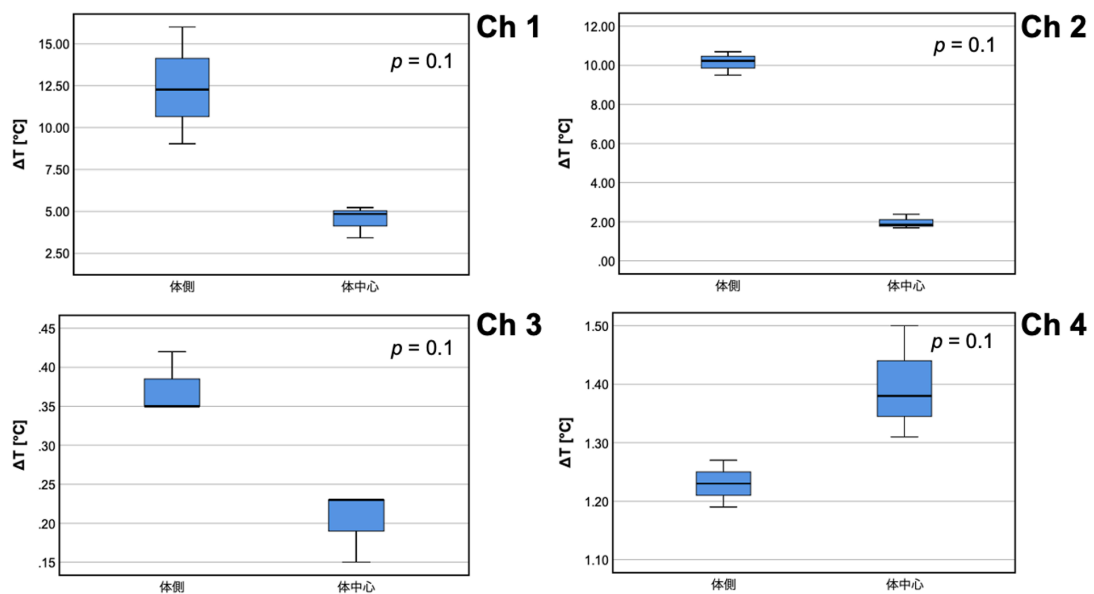 Ch 1
p = 0.1
ΔT [°C]
15.00
12.50
10.00
7.50
5.00
2.50
体側
体中心
Ch 2
p = 0.1
ΔT [°C]
12.00
10.00
8.00
6.00
4.00
2.00
.00
体側
体中心
Ch 3
p = 0.1
ΔT [°C]
.45
.40
.35
.30
.25
.20
.15
体側
体中心
Ch 4
p = 0.1
ΔT [°C]
1.50
1.40
1.30
1.20
1.10
体側
体中心